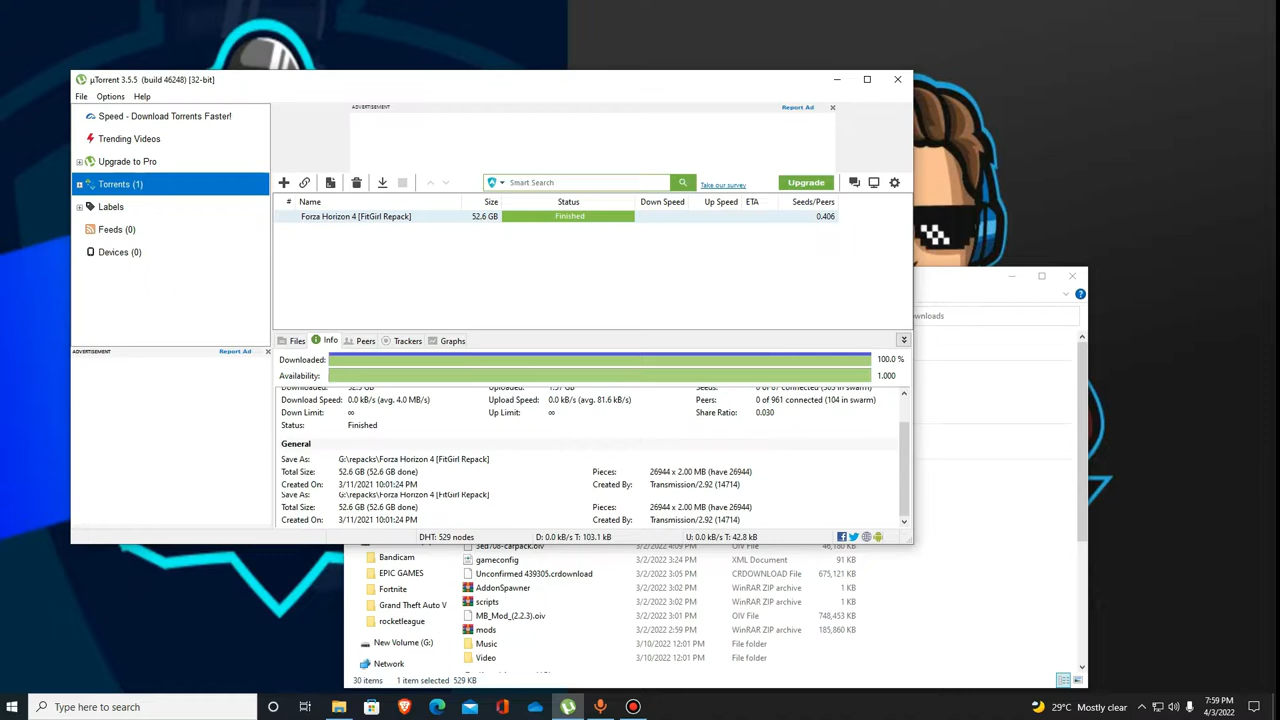 µTorrent 3.5.5 (build 46248) [32-bit]
File Options Help
ADVERTISEMENT Report Ad
Speed - Download Torrents Faster!
Trending Videos
Upgrade to Pro
Torrents (1)
Labels
Feeds (0)
Devices (0)
Smart Search Take our survey Upgrade
# Name Size Status Down Speed Up Speed ETA Seeds/Peers
Forza Horizon 4 [FitGirl Repack] 52.6 GB Finished 0.406
ADVERTISEMENT Report Ad
Files Info Peers Trackers Graphs
Downloaded: 100.0 %
Availability: 1.000
Download Speed: 0.0 kB/s (avg. 4.0 MB/s) Upload Speed: 0.0 kB/s (avg. 81.6 kB/s) Peers: 0 of 961 connected (104 in swarm)
Down Limit: ∞ Up Limit: ∞ Share Ratio: 0.030
Status: Finished
General
Save As: G:\repacks\Forza Horizon 4 [FitGirl Repack]
Total Size: 52.6 GB (52.6 GB done) Pieces: 26944 x 2.00 MB (have 26944)
Created On: 3/11/2021 10:01:24 PM Created By: Transmission/2.92 (14714)
Save As: G:\repacks\Forza Horizon 4 [FitGirl Repack]
Total Size: 52.6 GB (52.6 GB done) Pieces: 26944 x 2.00 MB (have 26944)
Created On: 3/11/2021 10:01:24 PM Created By: Transmission/2.92 (14714)
DHT: 529 nodes D: 0.0 kB/s T: 103.1 kB U: 0.0 kB/s T: 42.8 kB
wnloads
Bandicam
EPIC GAMES
Fortnite
Grand Theft Auto V
rocketleague
New Volume (G:)
Network
gameconfig 3/2/2022 3:24 PM XML Document 91 KB
Unconfirmed 439305.crdownload 3/2/2022 3:05 PM CRDOWNLOAD File 675,121 KB
AddonSpawner 3/2/2022 3:02 PM WinRAR ZIP archive 1 KB
scripts 3/2/2022 3:02 PM WinRAR ZIP archive 1 KB
MB_Mod_(2.2.3).oiv 3/2/2022 3:01 PM OIV File 748,453 KB
mods 3/2/2022 2:59 PM WinRAR ZIP archive 185,860 KB
Music 3/10/2022 12:01 PM File folder
Video 3/10/2022 12:01 PM File folder
30 items 1 item selected 529 KB
Type here to search
29°C Mostly clear
7:59 PM
4/3/2022